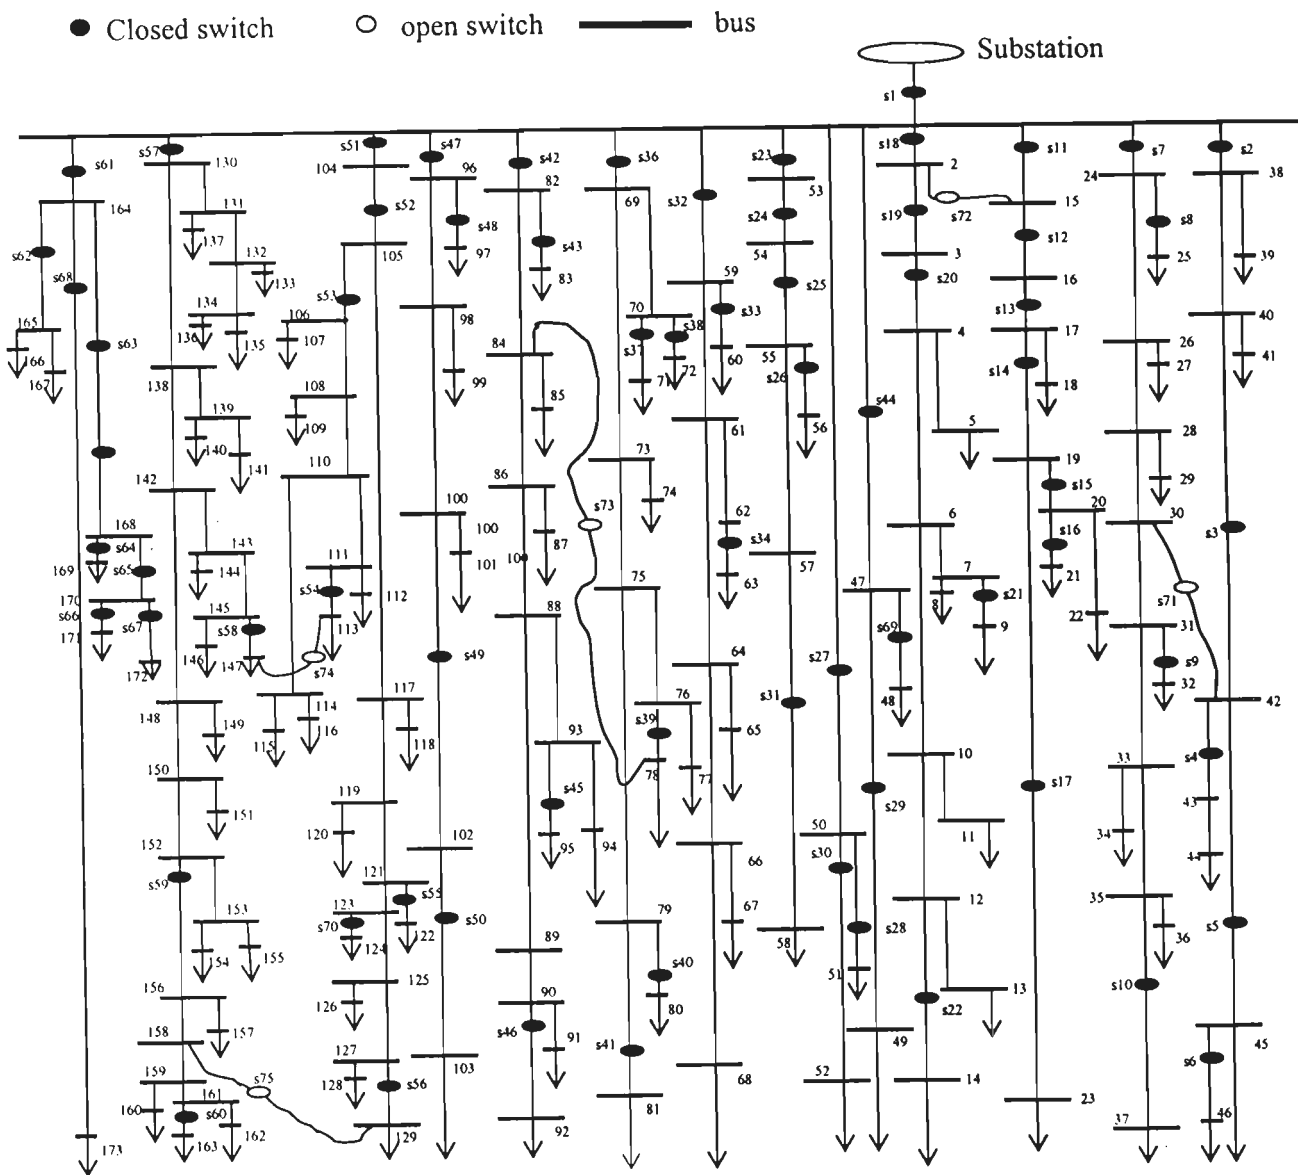 Closed switch open switch bus
Substation
s1
s61 s57 s51 s47 s42 s36 s23 s18 s11 s7 s2
130 104 96 82 53 2 24 38
164 131 s52 s48 s43 69 s32 s24 s19 s72 15 s8
137 97 83 54 3 s12 25 39
s62 132 105 s20 16
s68 133 s53 s25 59 s13 40
165 s63 134 106 98 84 70 s38 s33 4 17 26 41
166 136 135 107 s37 72 60 55 s14 27
167 138 108 99 85 71 s26 18
139 109 61 56 s44 5 28
140 141 110 73 19 29
142 86 74 s15
168 143 100 100 87 s73 62 6 20 30 s3
s64 111 101 10 s34 57 7 s16
169 s65 144 s54 112 75 63 47 8 s21 21 s71
170 145 113 88 9 22 31
s66 s67 s58 s69 s9
171 172 146 147 s74 s49 64 s27 32
148 149 114 117 93 76 s31 48 42
115 116 118 s39 65 s4
150 78 77 10 33
151 119 s45 s29 s17 43
120 95 94 50 11 34
152 102 66 s30 44
s59 121 s55 12 35
153 123 s50 79 67 s28 36 s5
154 155 s70 122 89 58 51
124 125 s40 13 s10
156 126 90 80 s22
157 s46 91 s41 49 45
158 127 103 68 s6
159 s75 128 s56 52 14
160 161 92 81 23 46
173 163 s60 162 129 37